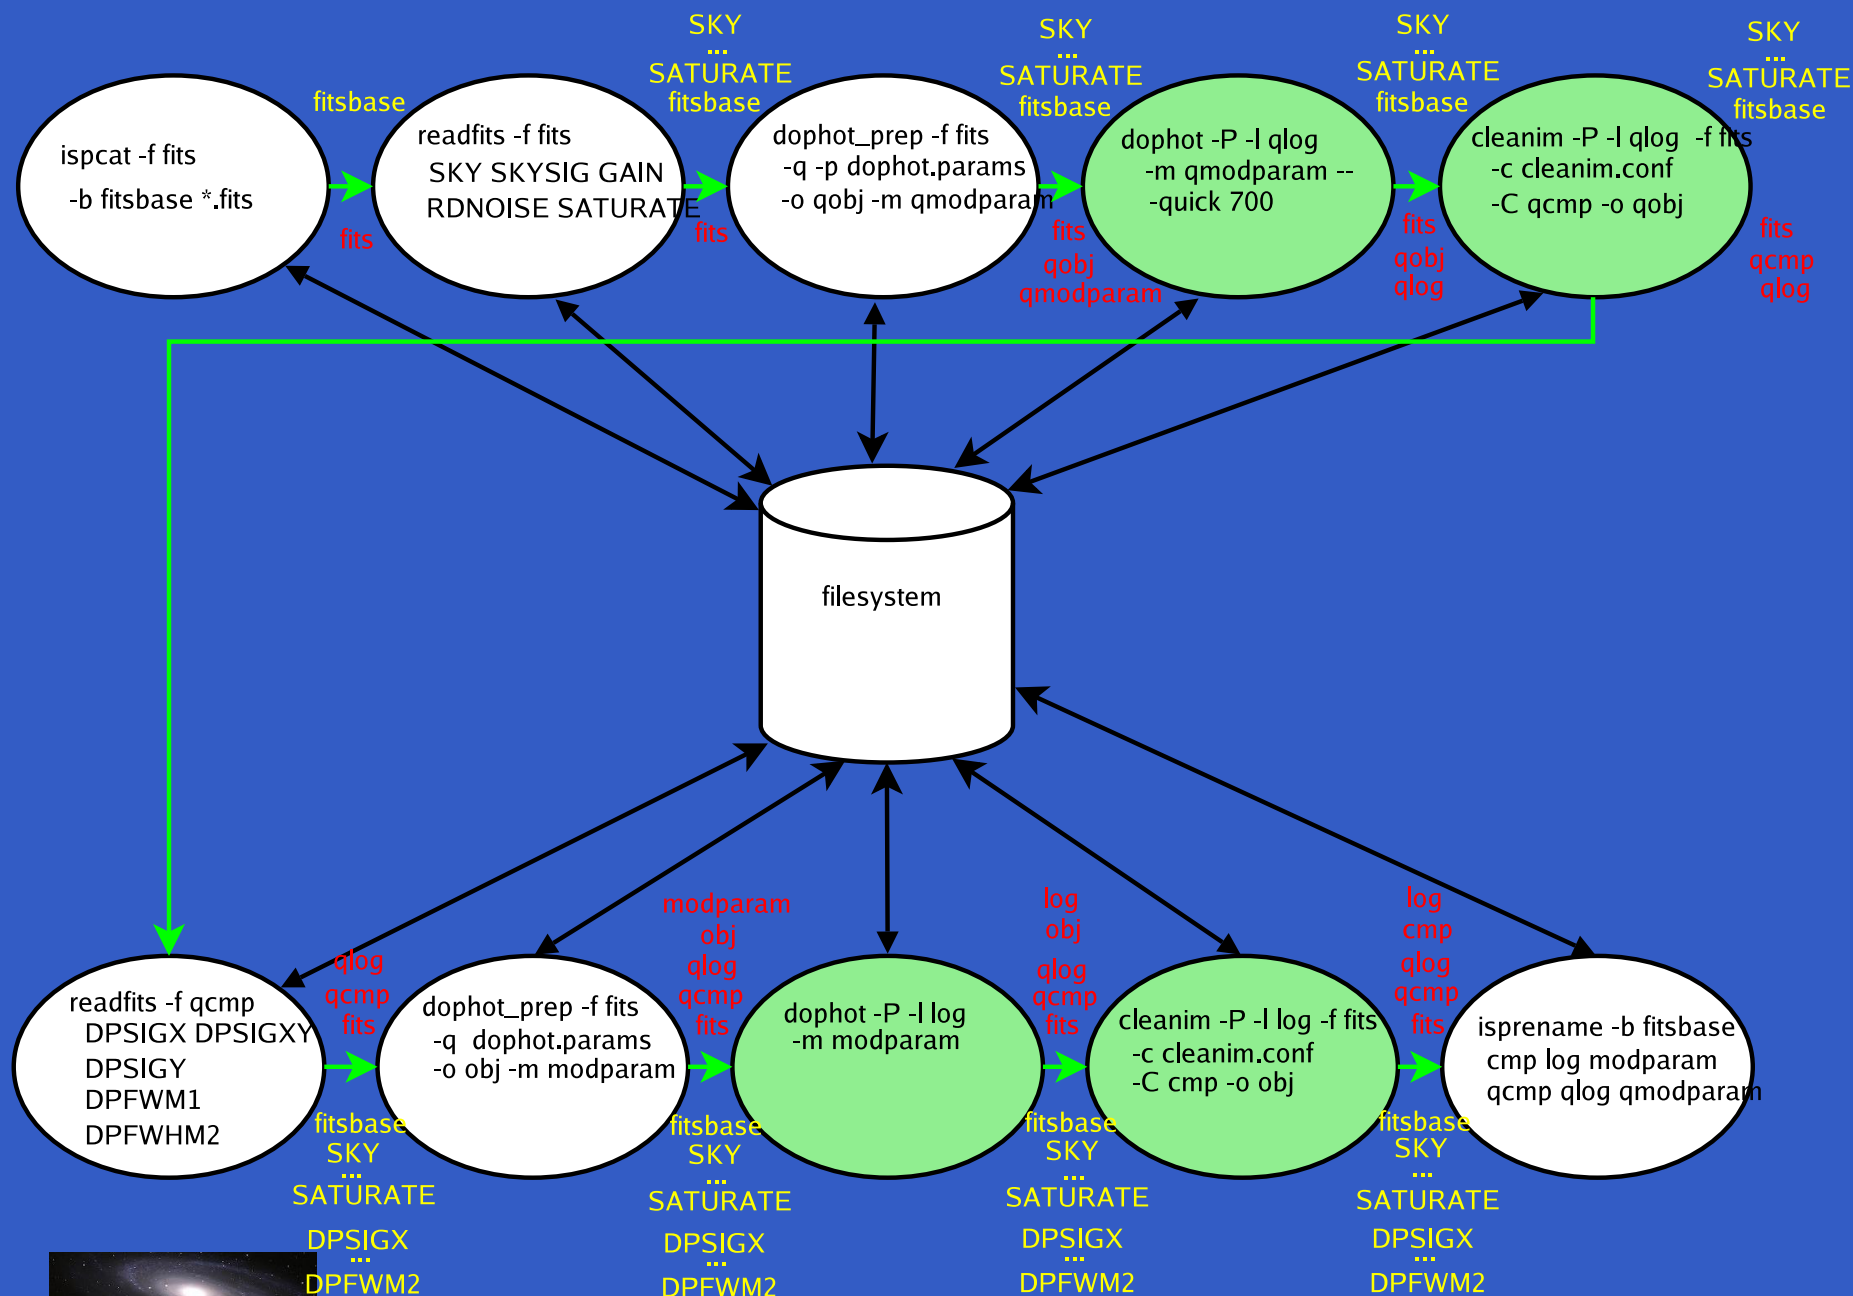 SKY
...
SATURATE
fitsbase
SKY
...
SATURATE
fitsbase
SKY
...
SATURATE
fitsbase
SKY
...
SATURATE
fitsbase
fitsbase
ispcat -f fits
-b fitsbase *.fits
fits
readfits -f fits
SKY SKYSIG GAIN
RDNOISE SATURATE
fits
dophot_prep -f fits
-q -p dophot.params
-o qobj -m qmodparam
fits
qobj
qmodparam
dophot -P -l qlog
-m qmodparam --
-quick 700
fits
qobj
qlog
cleanim -P -l qlog  -f fits
-c cleanim.conf
-C qcmp -o qobj
fits
qcmp
qlog
filesystem
readfits -f qcmp
DPSIGX DPSIGXY
DPSIGY
DPFWM1
DPFWHM2
qlog
qcmp
fits
fitsbase
SKY
...
SATURATE
DPSIGX
...
DPFWM2
dophot_prep -f fits
-q  dophot.params
-o obj -m modparam
modparam
obj
qlog
qcmp
fits
fitsbase
SKY
...
SATURATE
DPSIGX
...
DPFWM2
dophot -P -l log
-m modparam
log
obj
qlog
qcmp
fits
fitsbase
SKY
...
SATURATE
DPSIGX
...
DPFWM2
cleanim -P -l log -f fits
-c cleanim.conf
-C cmp -o obj
log
cmp
qlog
qcmp
fits
fitsbase
SKY
...
SATURATE
DPSIGX
...
DPFWM2
isprename -b fitsbase
cmp log modparam
qcmp qlog qmodparam